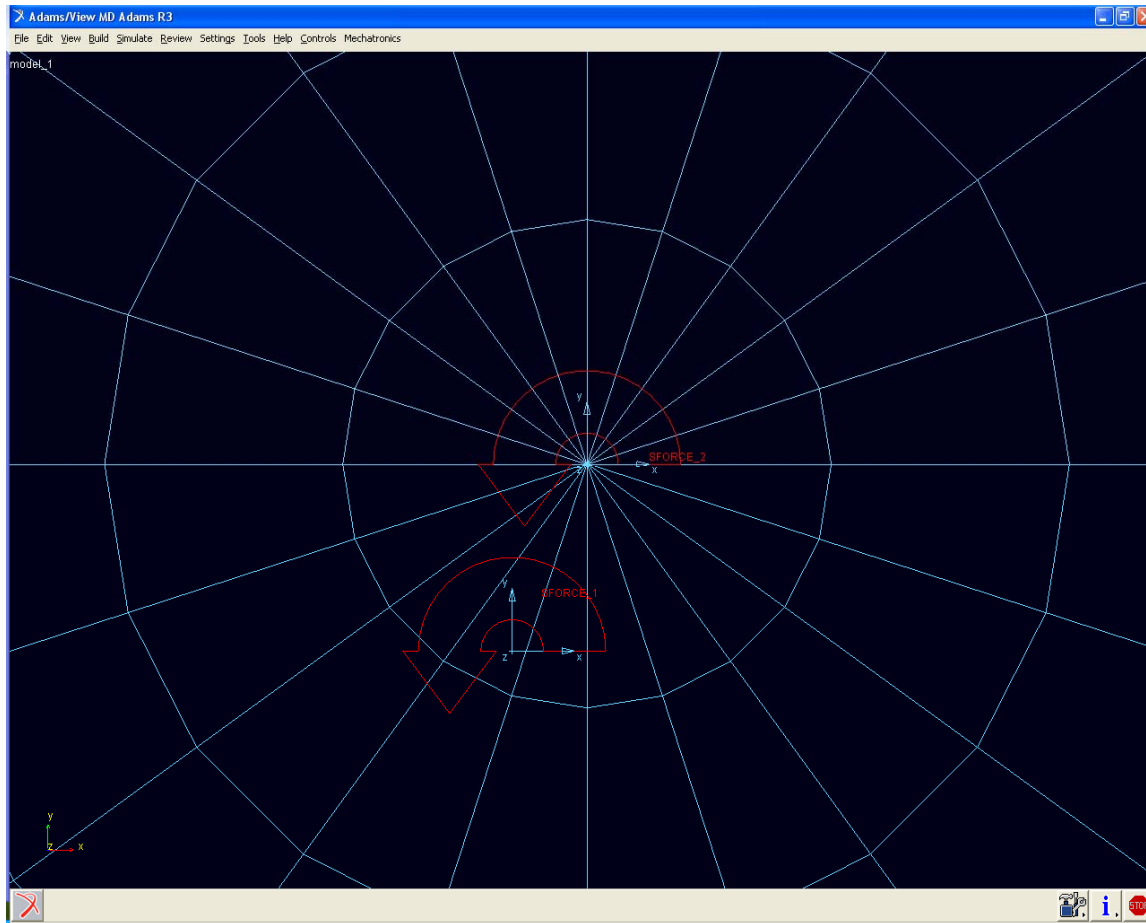 Adams/View MD Adams R3
File Edit View Build Simulate Review Settings Tools Help Controls Mechatronics
model_1
y
SFORCE_2
z x
y
SFORCE_1
z x
y
z x
i
STOP